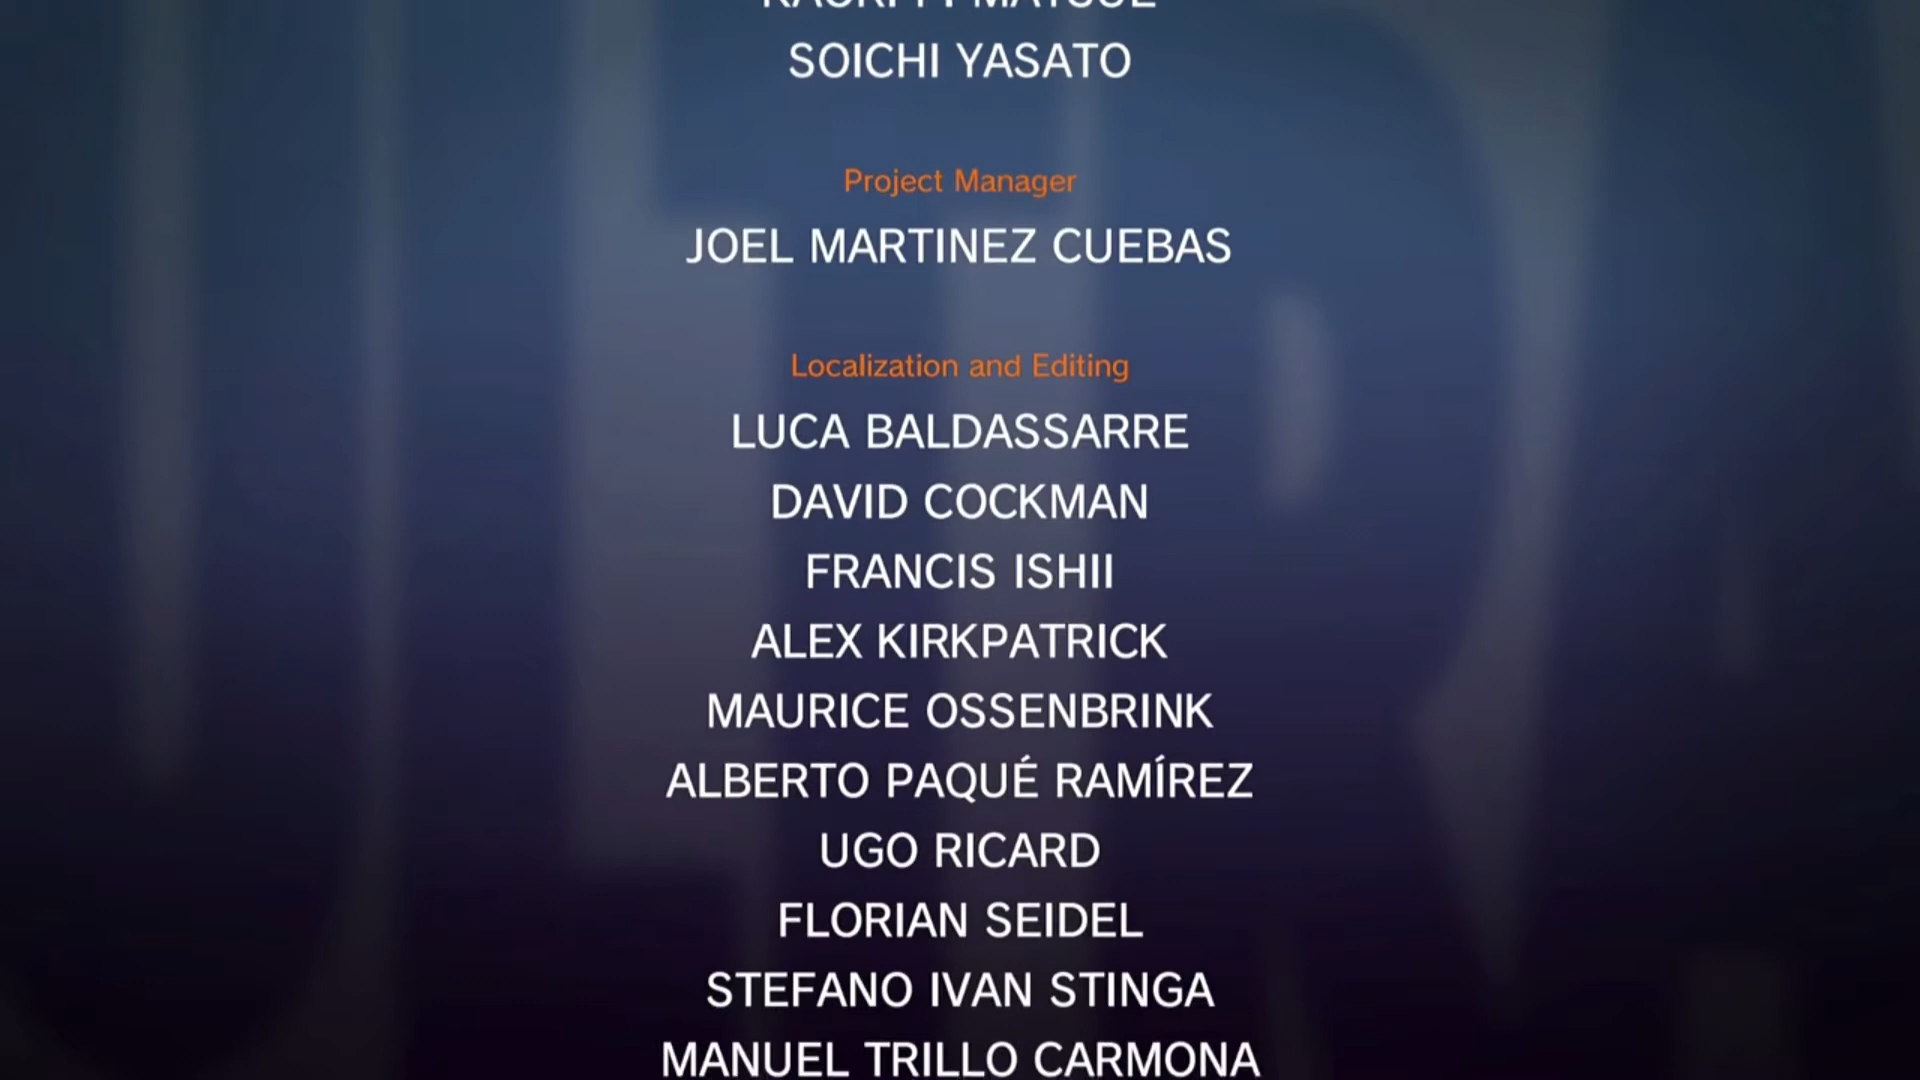 SOICHI YASATO
Project Manager
JOEL MARTINEZ CUEBAS
Localization and Editing
LUCA BALDASSARRE
DAVID COCKMAN
FRANCIS ISHII
ALEX KIRKPATRICK
MAURICE OSSENBRINK
ALBERTO PAQUÉ RAMÍREZ
UGO RICARD
FLORIAN SEIDEL
STEFANO IVAN STINGA
MANUEL TRILLO CARMONA